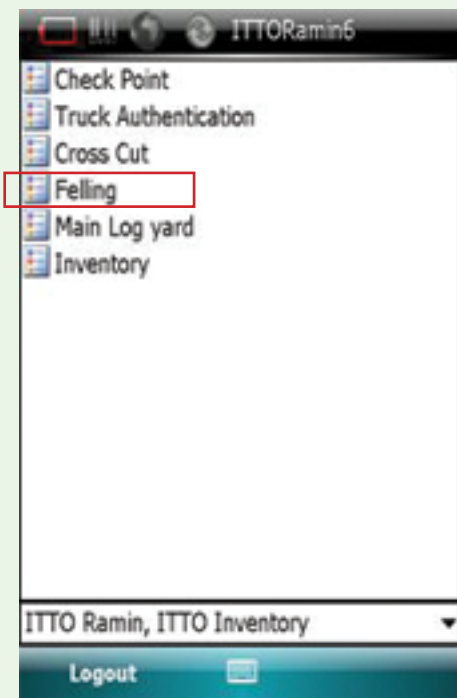 ITTORamin6
Check Point
Truck Authentication
Cross Cut
Felling
Main Log yard
Inventory
ITTO Ramin, ITTO Inventory
Logout